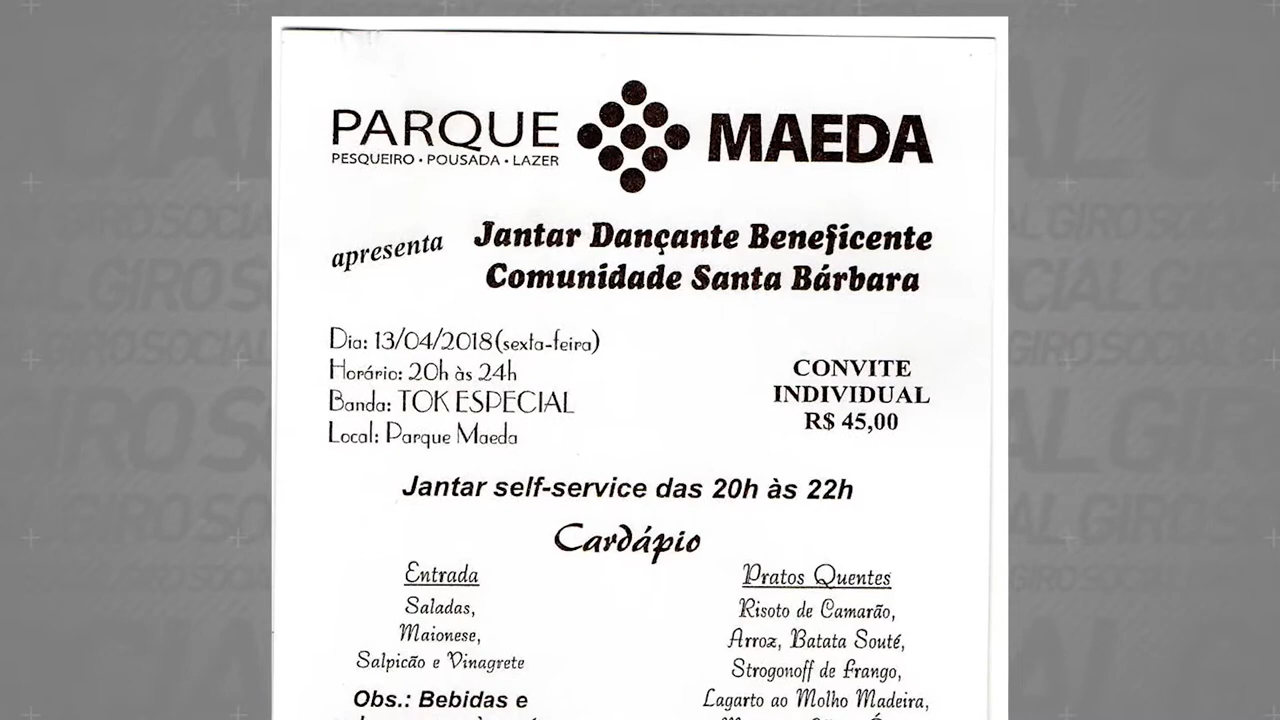 PARQUE
PESQUEIRO • POUSADA • LAZER
MAEDA
apresenta
Jantar Dançante Beneficente
Comunidade Santa Bárbara
Dia: 13/04/2018(sexta-feira)
Horário: 20h às 24h
Banda: TOK ESPECIAL
Local: Parque Maeda
CONVITE
INDIVIDUAL
R$ 45,00
Jantar self-service das 20h às 22h
Cardápio
Entrada
Saladas,
Maionese,
Salpicão e Vinagrete
Obs.: Bebidas e
Pratos Quentes
Risoto de Camarão,
Arroz, Batata Souté,
Strogonoff de Frango,
Lagarto ao Molho Madeira,